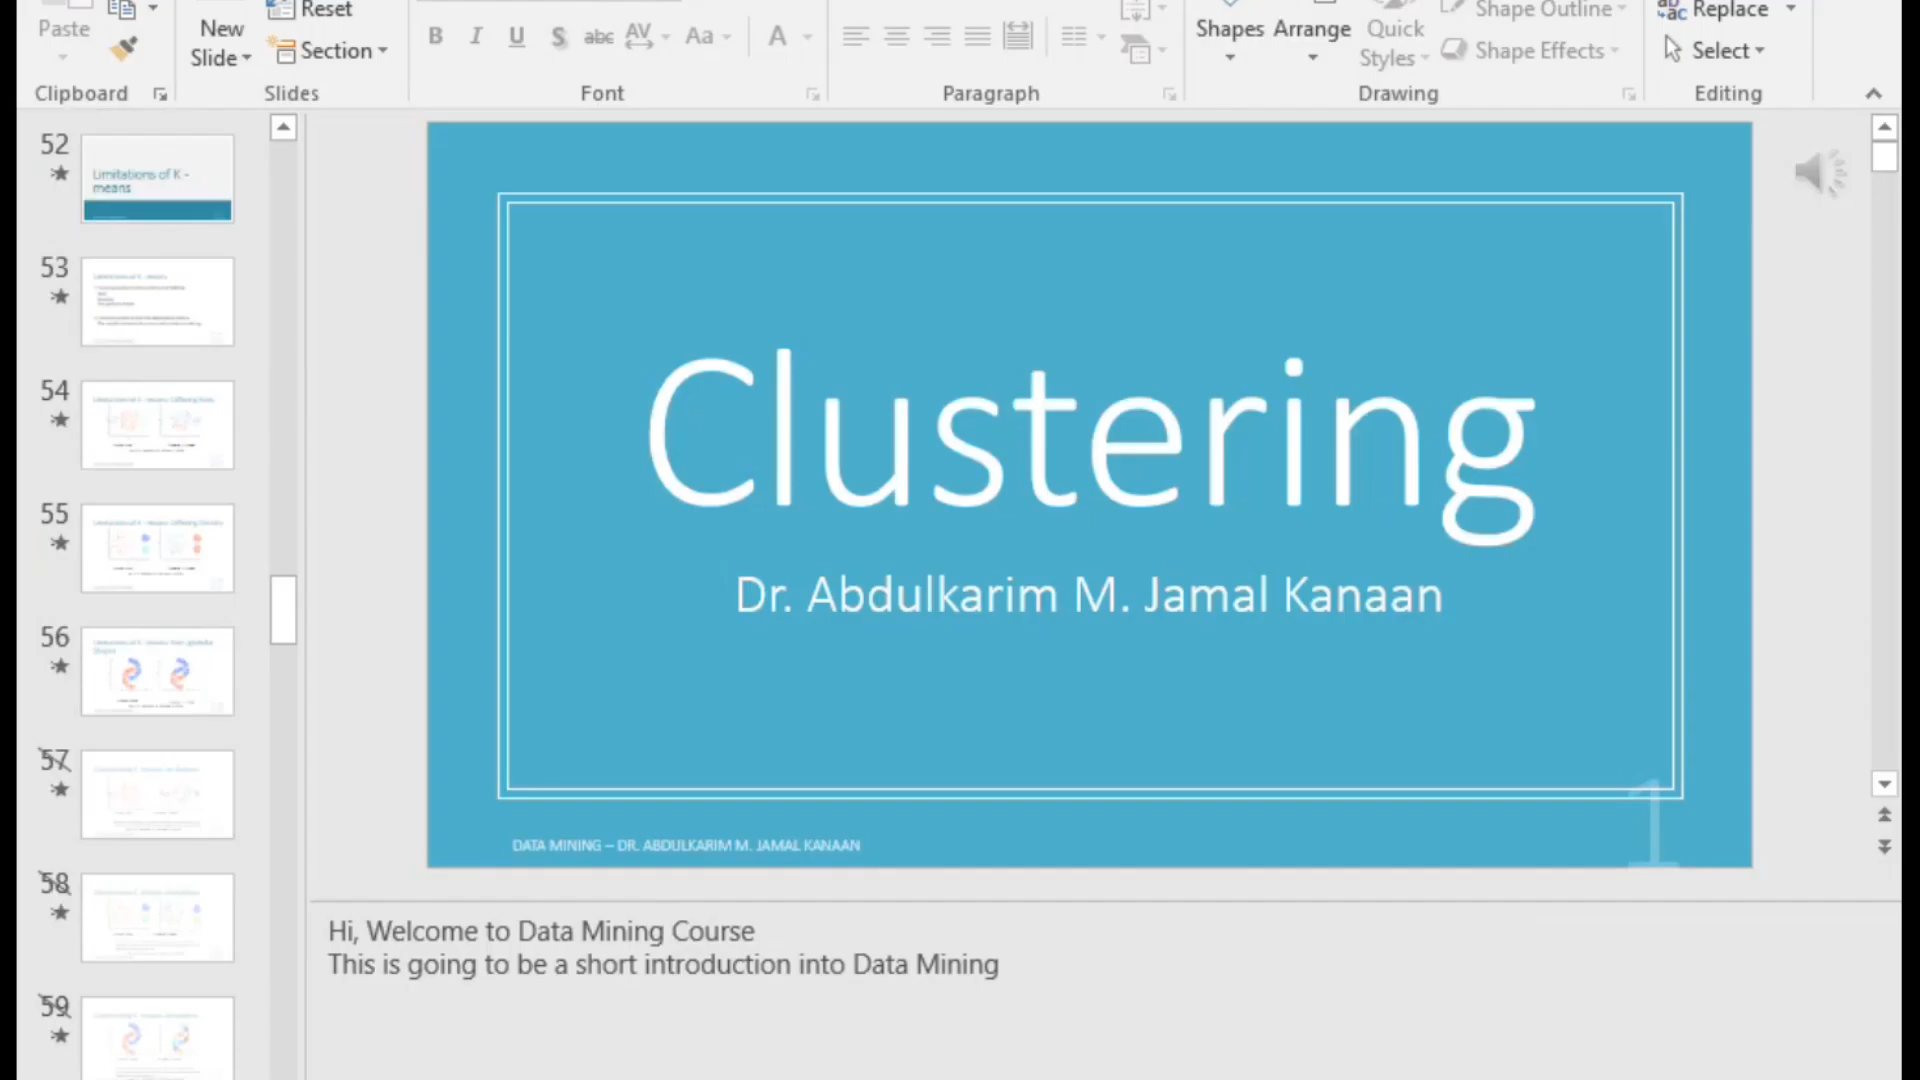 Paste
New
Slide
Reset
Section
B I U S abc AV Aa A
Shapes
Arrange
Quick
Styles
Shape Outline
Shape Effects
Replace
Select
Clipboard
Slides
Font
Paragraph
Drawing
Editing
52
Limitations of K -
means
53
54
55
56
57
58
59
Clustering
Dr. Abdulkarim M. Jamal Kanaan
DATA MINING – DR. ABDULKARIM M. JAMAL KANAAN
1
Hi, Welcome to Data Mining Course
This is going to be a short introduction into Data Mining